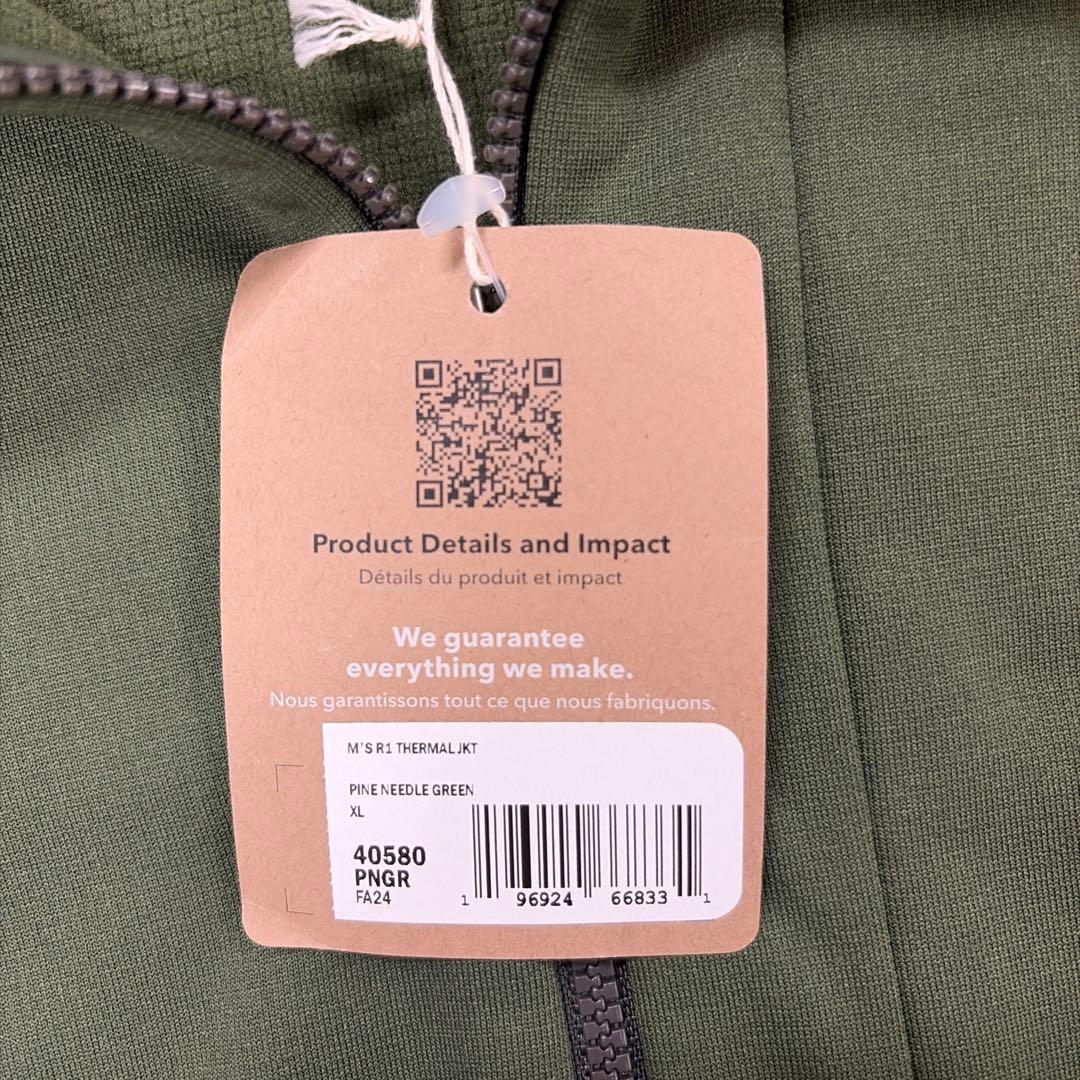 Product Details and Impact
Détails du produit et impact
We guarantee
everything we make.
Nous garantissons tout ce que nous fabriquons.
M'S R1 THERMAL JKT
PINE NEEDLE GREEN
XL
40580
PNGR
FA24
1 96924 66833 1